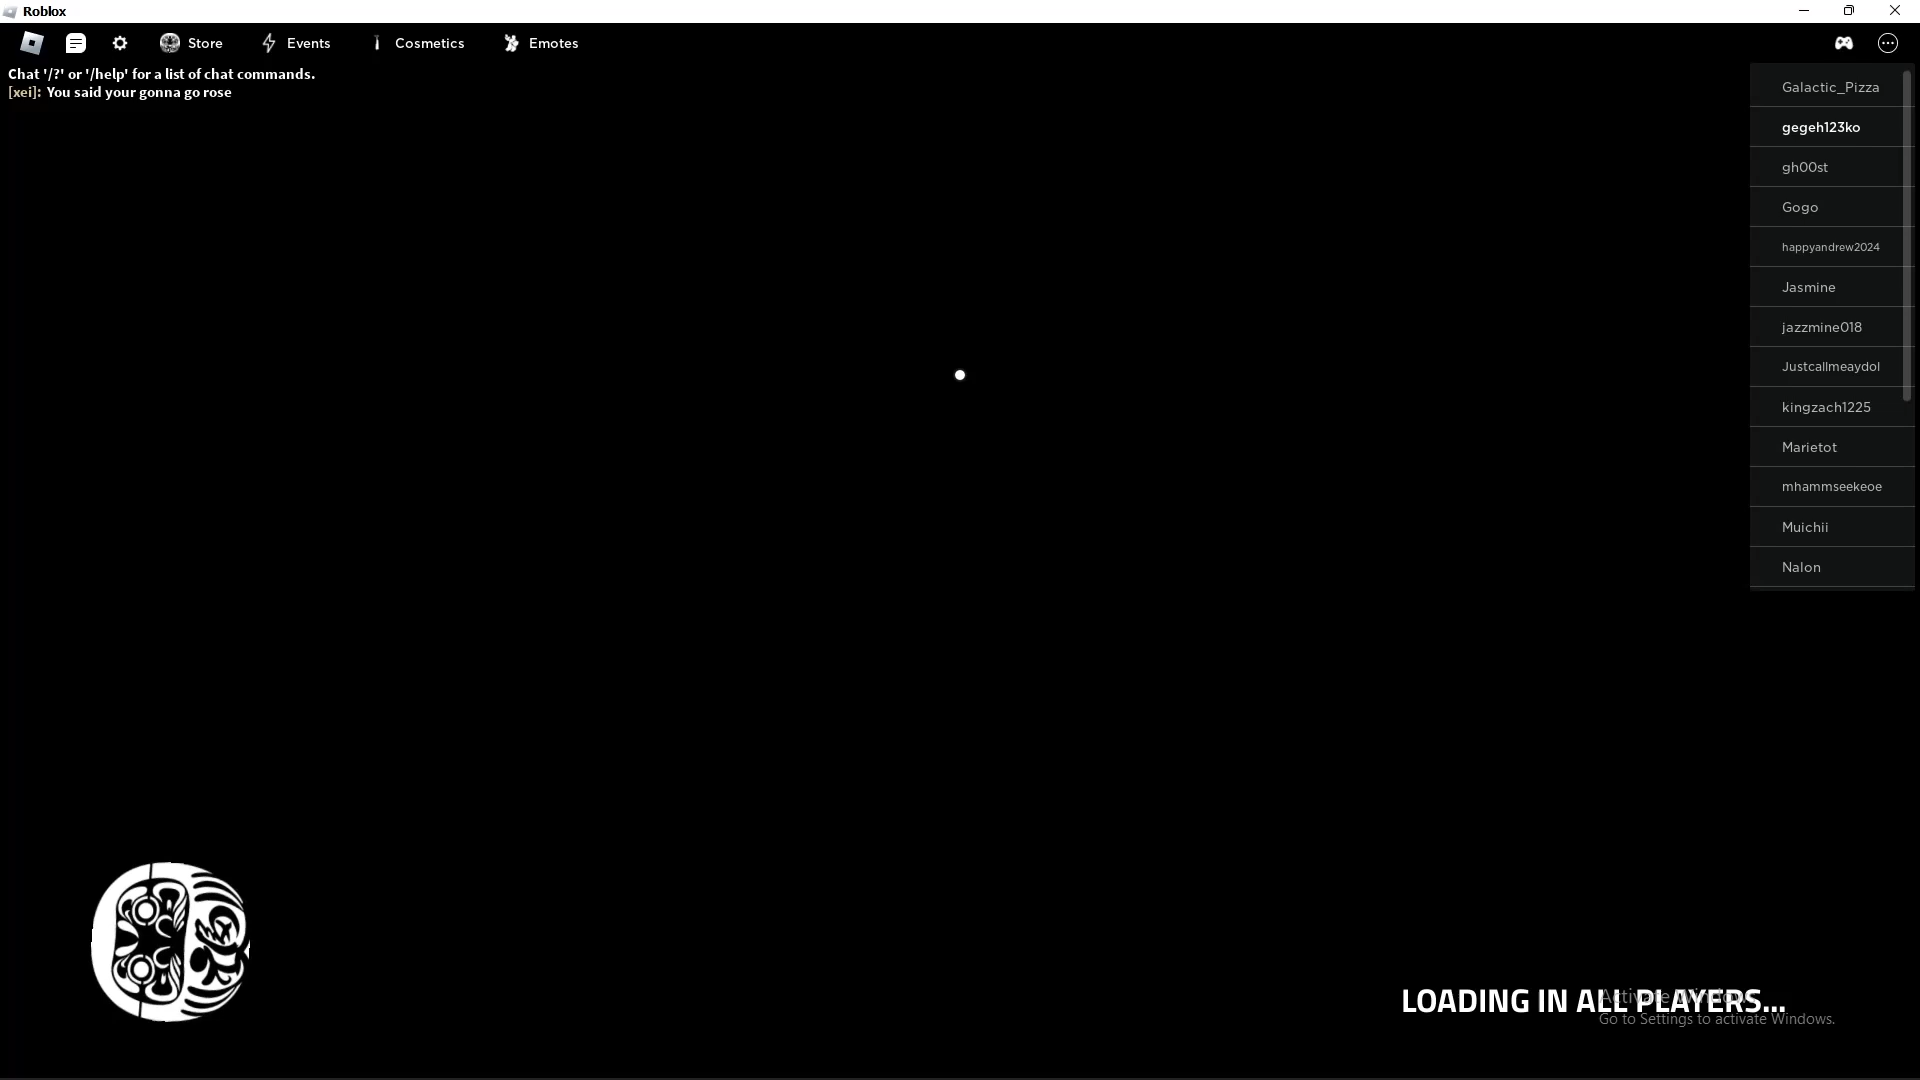 Roblox
Store
Events
Cosmetics
Emotes
Chat '/?' or '/help' for a list of chat commands.
[xei]: You said your gonna go rose
Galactic_Pizza
gegeh123ko
gh00st
Gogo
happyandrew2024
Jasmine
jazzmine018
Justcallmeaydol
kingzach1225
Marietot
mhammseekeoe
Muichii
Nalon
LOADING IN ALL PLAYERS...
Activate Windows
Go to Settings to activate Windows.